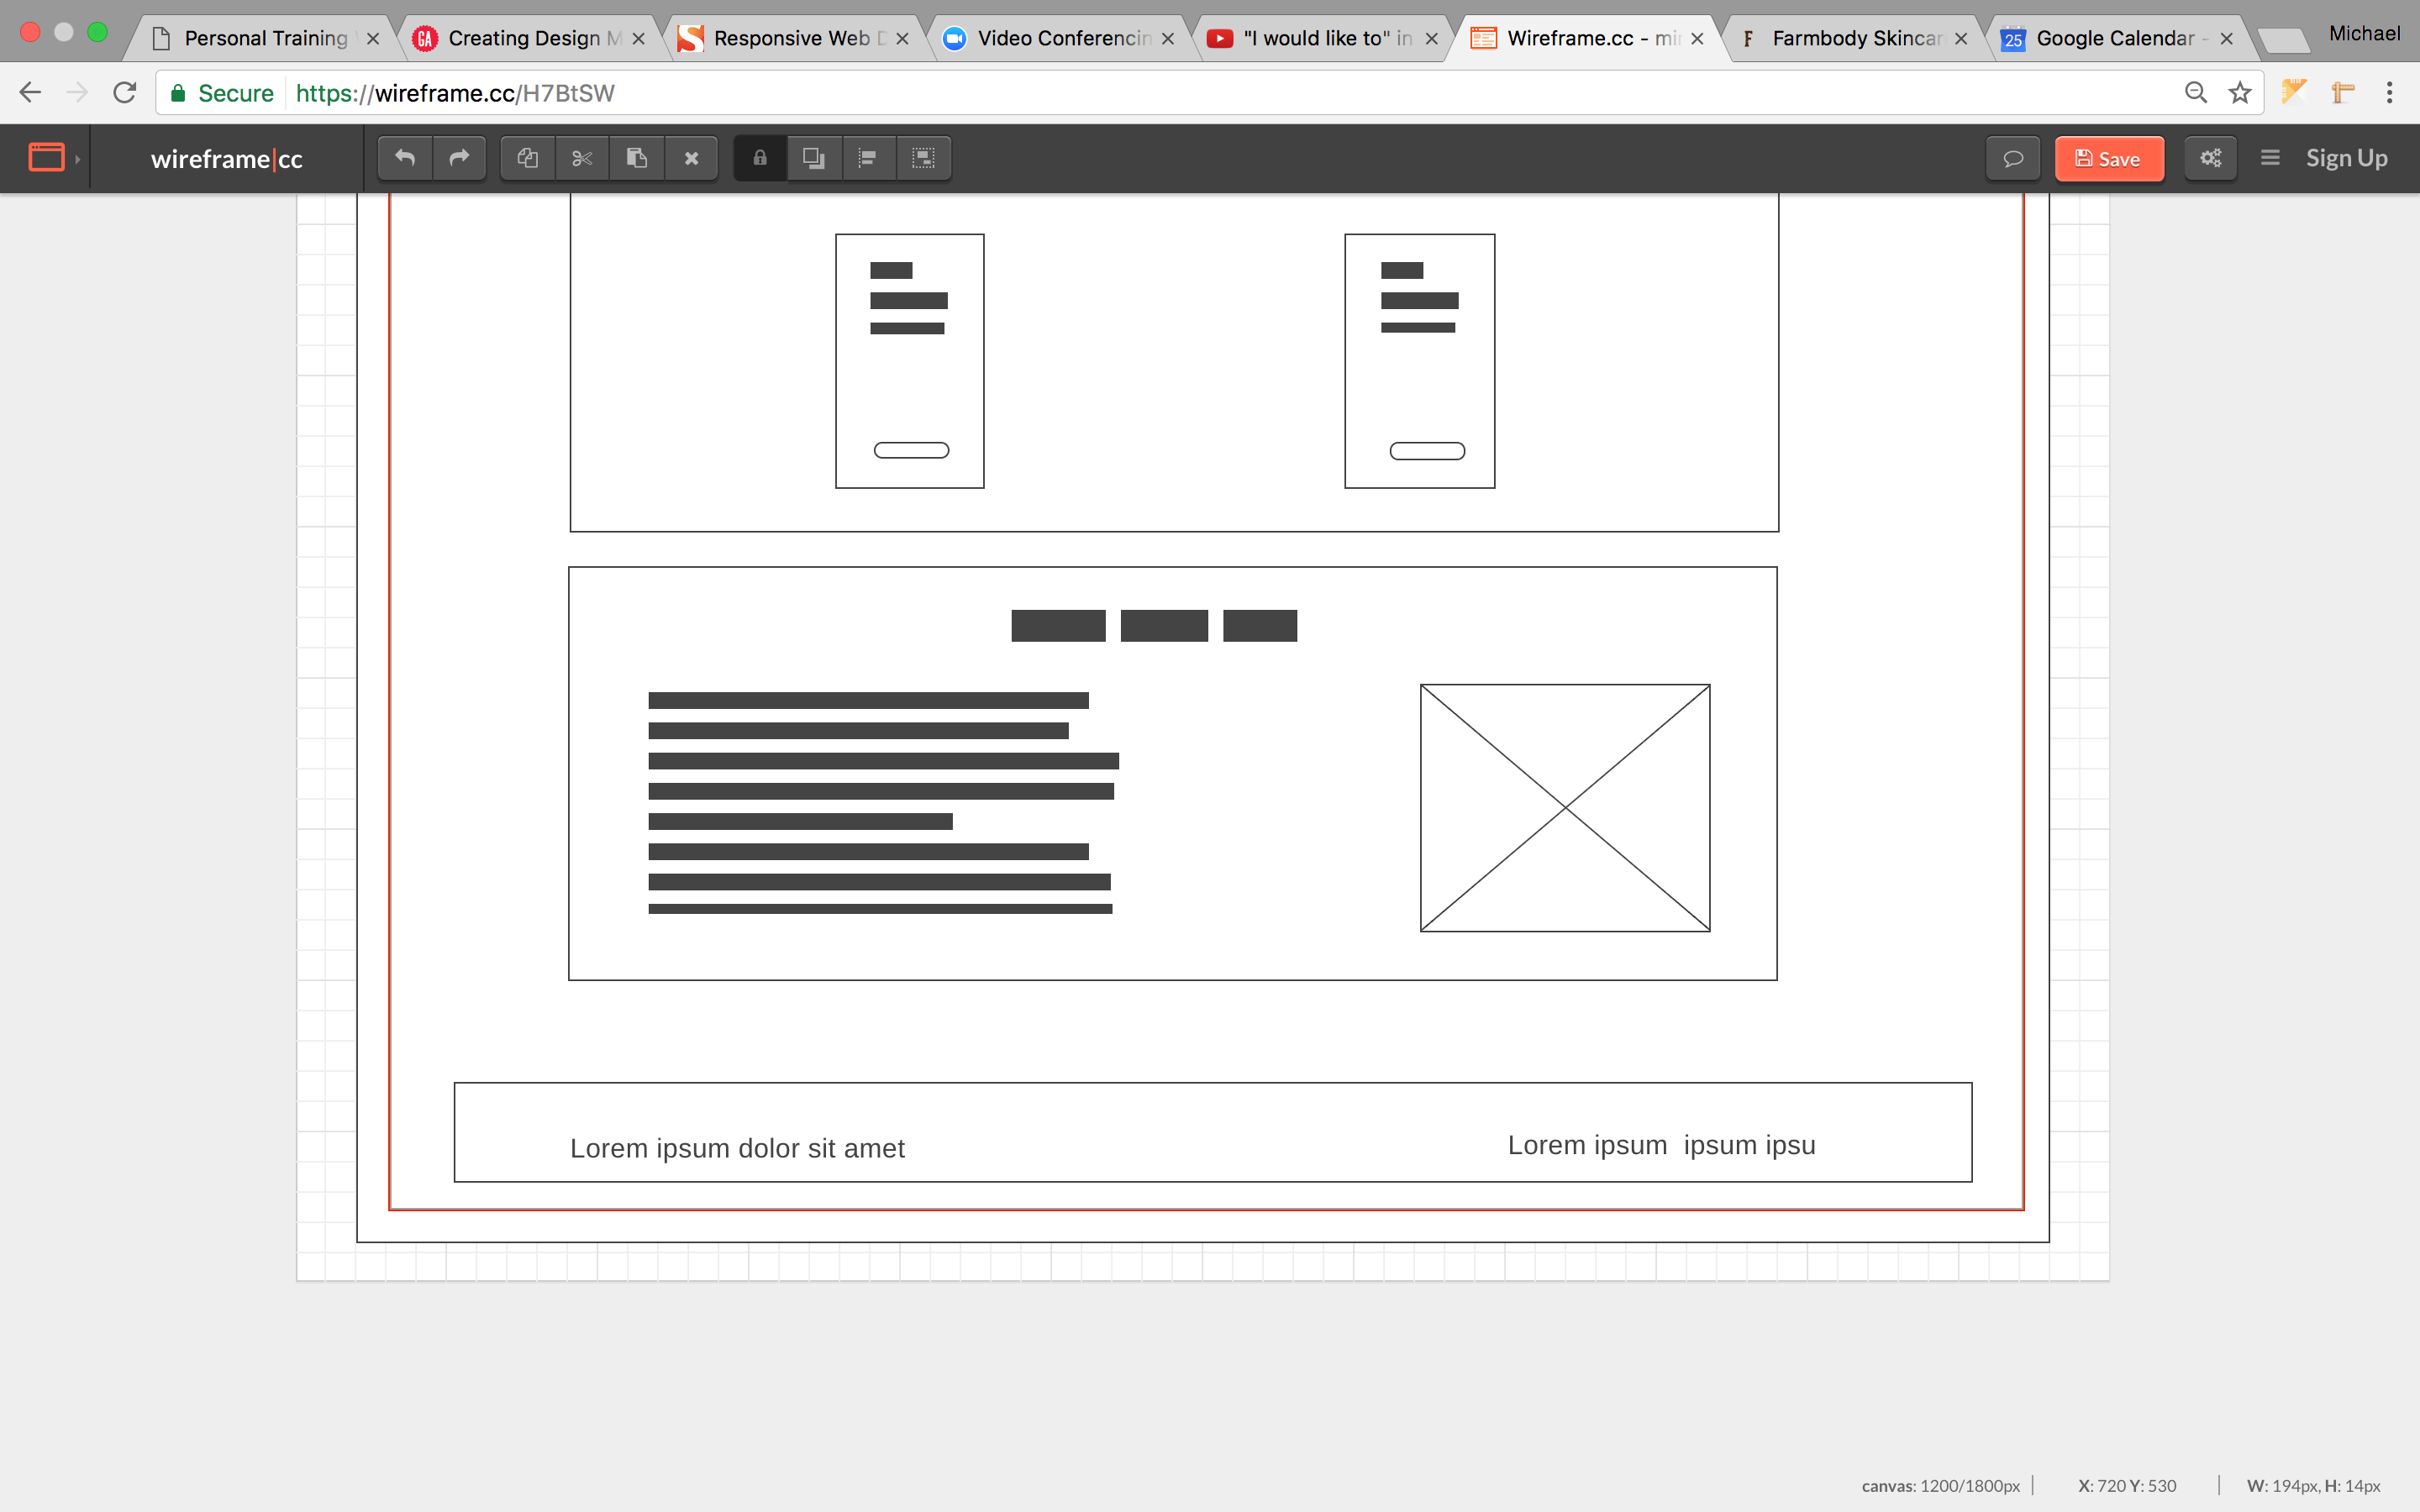 Personal Training
Creating Design M
Responsive Web D
Video Conferencin
"I would like to" in
Wireframe.cc - mi
Farmbody Skincar
25
Google Calendar -
Michael
GA
F
Secure https://wireframe.cc/H7BtSW
wireframe|cc
Save
Sign Up
Lorem ipsum dolor sit amet
Lorem ipsum ipsum ipsu
canvas: 1200/1800px
X: 720 Y: 530
W: 194px, H: 14px